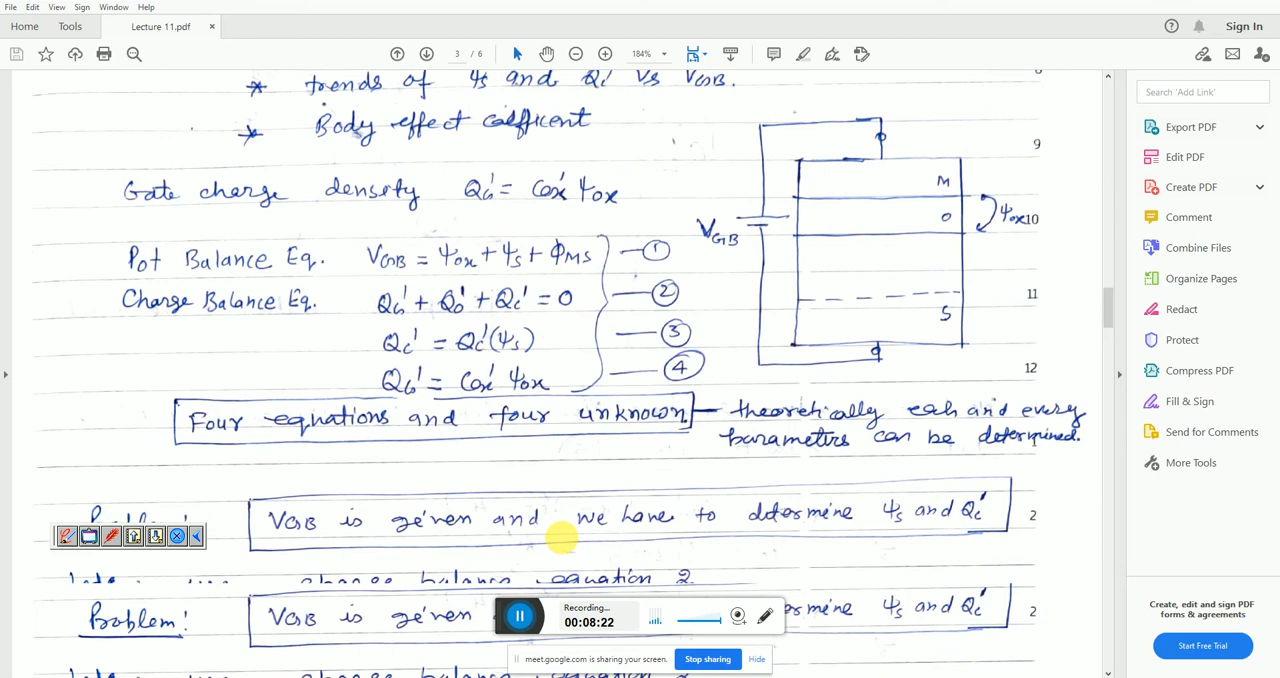 File Edit View Sign Window Help
Home Tools Lecture 11.pdf × Sign In
3 / 6 184%
* trends of ψs and Qc' Vs VGB.
* Body effect coefficent
9
Gate charge density QG' = Cox' ψox
M
O
ψox
10
VGB
Pot Balance Eq. VGB = ψox + ψs + ΦMS — ①
Charge Balance Eq. QG' + Qo' + Qc' = 0 — ②
11
S
Qc' = Qc'(ψs) — ③
QG' = Cox' ψox — ④
12
Four equations and four unknown. — theoretically each and every
parameters can be determined.
VGB is given and we have to determine ψs and Qc'
2
charge balance equation 2
Problem: VGB is given ermine ψs and Qc'
2
Recording...
00:08:22
meet.google.com is sharing your screen. Stop sharing Hide
Search 'Add Link'
Export PDF
Edit PDF
Create PDF
Comment
Combine Files
Organize Pages
Redact
Protect
Compress PDF
Fill & Sign
Send for Comments
More Tools
Create, edit and sign PDF
forms & agreements
Start Free Trial